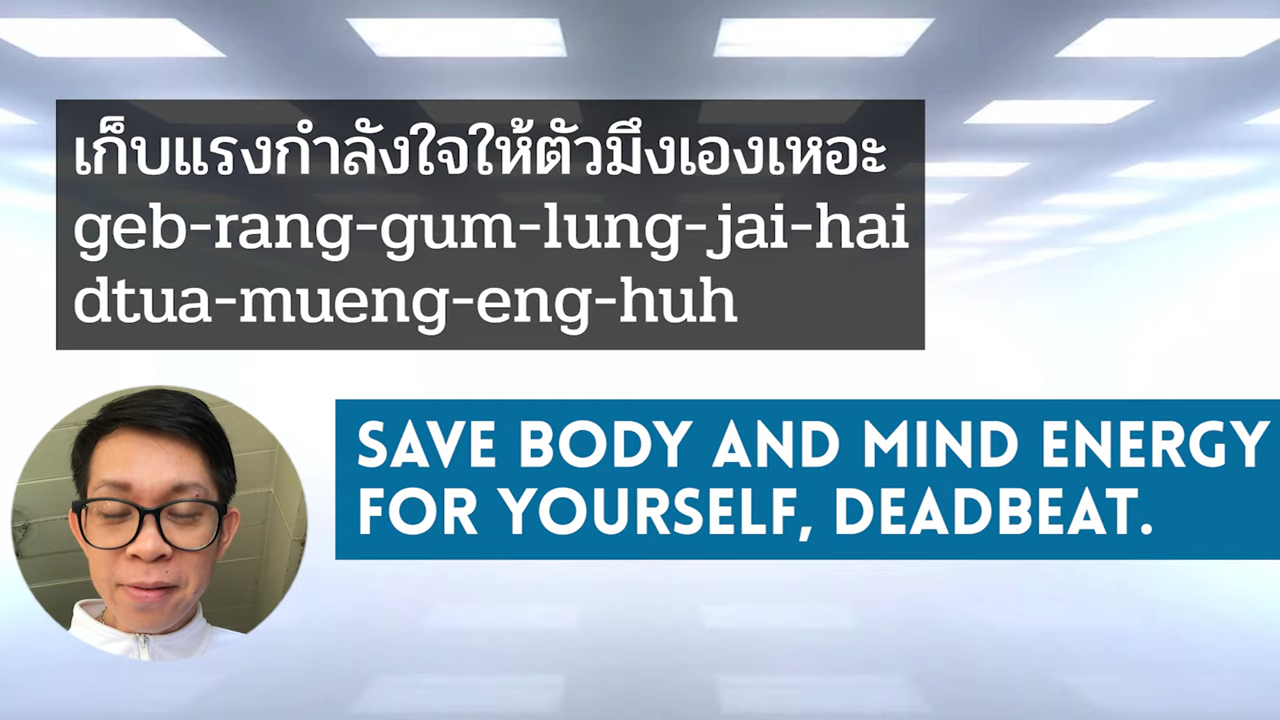 เก็บแรงกำลังใจให้ตัวมึงเองเหอะ
geb-rang-gum-lung-jai-hai
dtua-mueng-eng-huh
SAVE BODY AND MIND ENERGY
FOR YOURSELF, DEADBEAT.